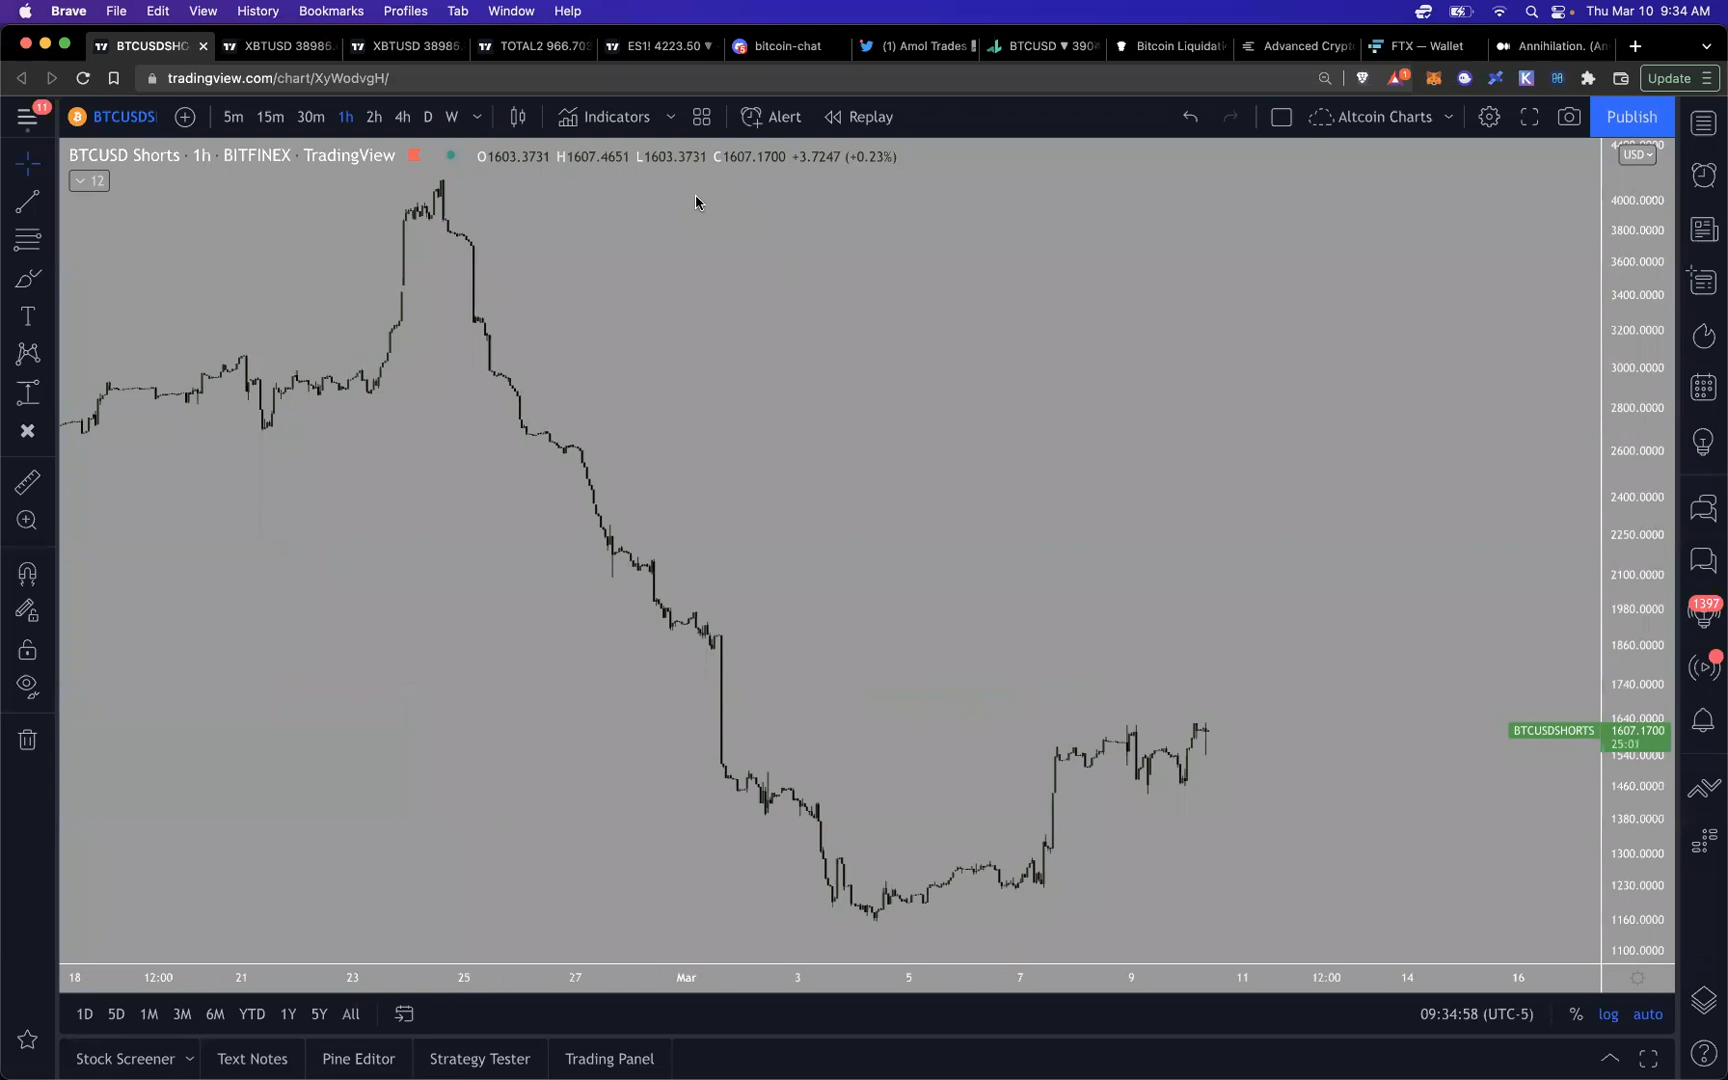 Brave File Edit View History Bookmarks Profiles Tab Window Help Thu Mar 10 9:34 AM
BTCUSDSHO XBTUSD 38986. XBTUSD 38985. TOTAL2 966.703 ES1! 4223.50 ▼ bitcoin-chat (1) Amol Trades BTCUSD ▼ 390 Bitcoin Liquidati Advanced Crypt FTX — Wallet Annihilation. (An
tradingview.com/chart/XyWodvgH/ 1 Update
11 BTCUSDS 5m 15m 30m 1h 2h 4h D W Indicators Alert Replay Altcoin Charts Publish
BTCUSD Shorts · 1h · BITFINEX · TradingView O1603.3731 H1607.4651 L1603.3731 C1607.1700 +3.7247 (+0.23%)
USD
12
4000.0000
3800.0000
3600.0000
3400.0000
3200.0000
3000.0000
2800.0000
2600.0000
2400.0000
2250.0000
2100.0000
1397
1980.0000
1860.0000
1740.0000
1640.0000
BTCUSDSHORTS 1607.1700
25:01
1540.0000
1460.0000
1380.0000
1300.0000
1230.0000
1160.0000
1100.0000
18 12:00 21 23 25 27 Mar 3 5 7 9 11 12:00 14 16
1D 5D 1M 3M 6M YTD 1Y 5Y All 09:34:58 (UTC-5) % log auto
Stock Screener Text Notes Pine Editor Strategy Tester Trading Panel